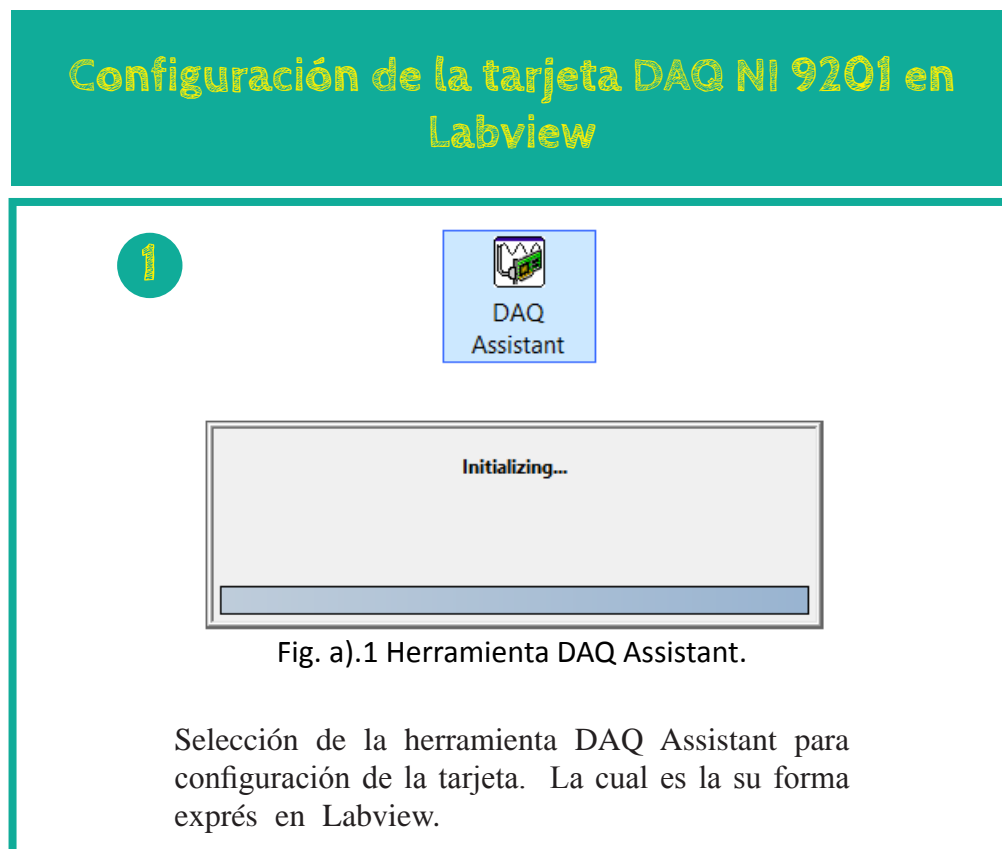 Configuración de la tarjeta DAQ NI 9201 en
Labview
1
DAQ
Assistant
Initializing...
Fig. a).1 Herramienta DAQ Assistant.
Selección de la herramienta DAQ Assistant para
configuración de la tarjeta. La cual es la su forma
exprés en Labview.